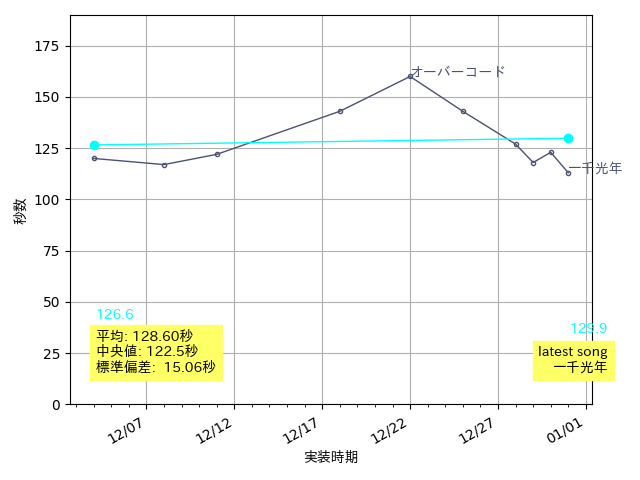 175
150
125
100
75
50
25
0
秒数
オーバーコード
一千光年
126.6
129.9
平均: 128.60秒
中央値: 122.5秒
標準偏差: 15.06秒
latest song
一千光年
12/07
12/12
12/17
12/22
12/27
01/01
実装時期